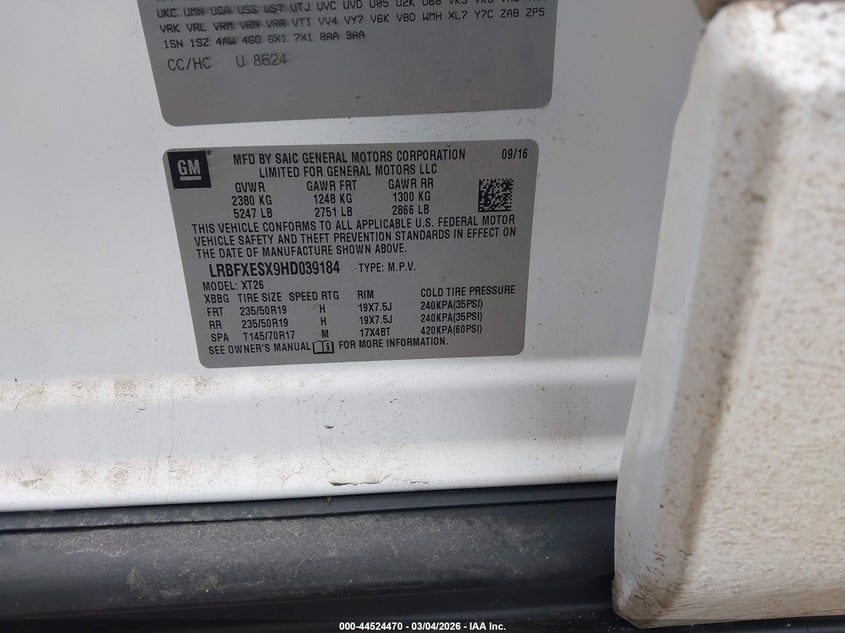 UKC UMN UQA USG UST UTJ UVC UVD U05 U2K U68
VRK VRL VRM VRN VRR VTI VV4 VY7 V6K V8D WMH XL7 Y7C ZAB ZP5
1SN 1SZ 4AW 4GD 6X1 7X1 8AA 9AA
CC/HC U 8624
GM
MFD BY SAIC GENERAL MOTORS CORPORATION 09/16
LIMITED FOR GENERAL MOTORS LLC
GVWR GAWR FRT GAWR RR
2380 KG 1248 KG 1300 KG
5247 LB 2751 LB 2866 LB
THIS VEHICLE CONFORMS TO ALL APPLICABLE U.S. FEDERAL MOTOR
VEHICLE SAFETY AND THEFT PREVENTION STANDARDS IN EFFECT ON
THE DATE OF MANUFACTURE SHOWN ABOVE.
LRBFXESX9HD039184 TYPE: M.P.V.
MODEL: XT26
XBBG TIRE SIZE SPEED RTG RIM COLD TIRE PRESSURE
FRT 235/50R19 H 19X7.5J 240KPA(35PSI)
RR 235/50R19 H 19X7.5J 240KPA(35PSI)
SPA T145/70R17 M 17X4BT 420KPA(60PSI)
SEE OWNER'S MANUAL FOR MORE INFORMATION.
000-44524470 - 03/04/2026 - IAA Inc.